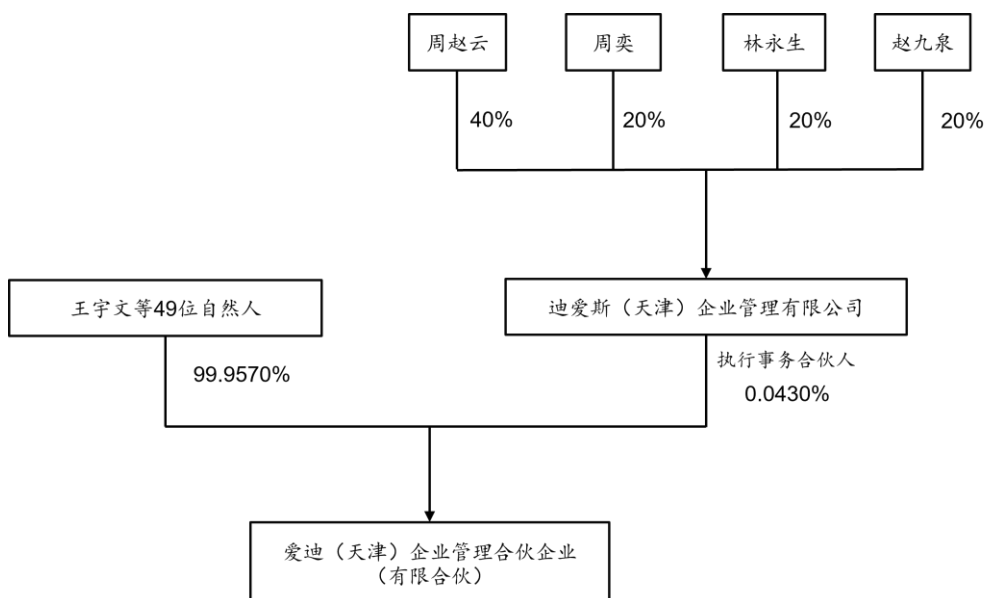 周赵云
周奕
林永生
赵九泉
40%
20%
20%
20%
王宇文等49位自然人
迪爱斯（天津）企业管理有限公司
99.9570%
执行事务合伙人
0.0430%
爱迪（天津）企业管理合伙企业
（有限合伙）